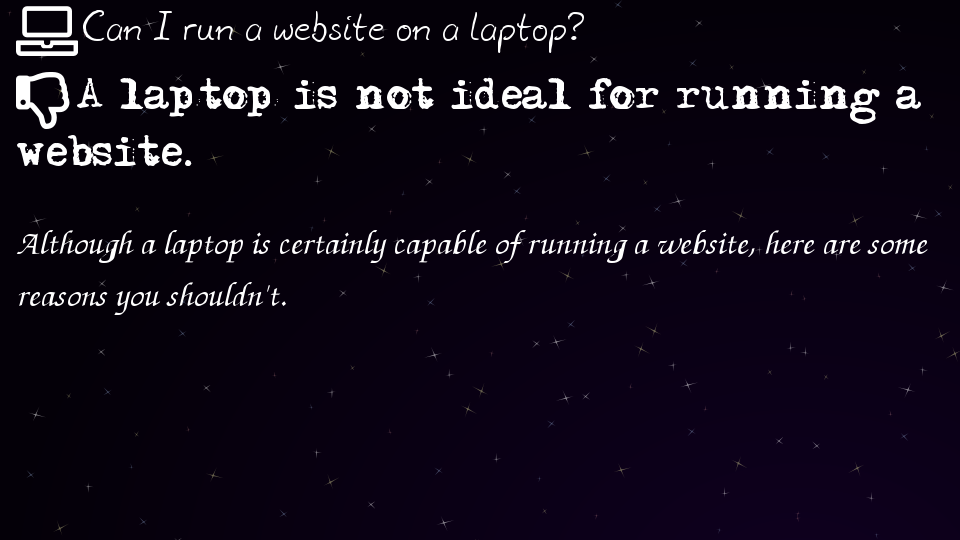 Can I run a website on a laptop?
A laptop is not ideal for running a
website.
Although a laptop is certainly capable of running a website, here are some
reasons you shouldn't.